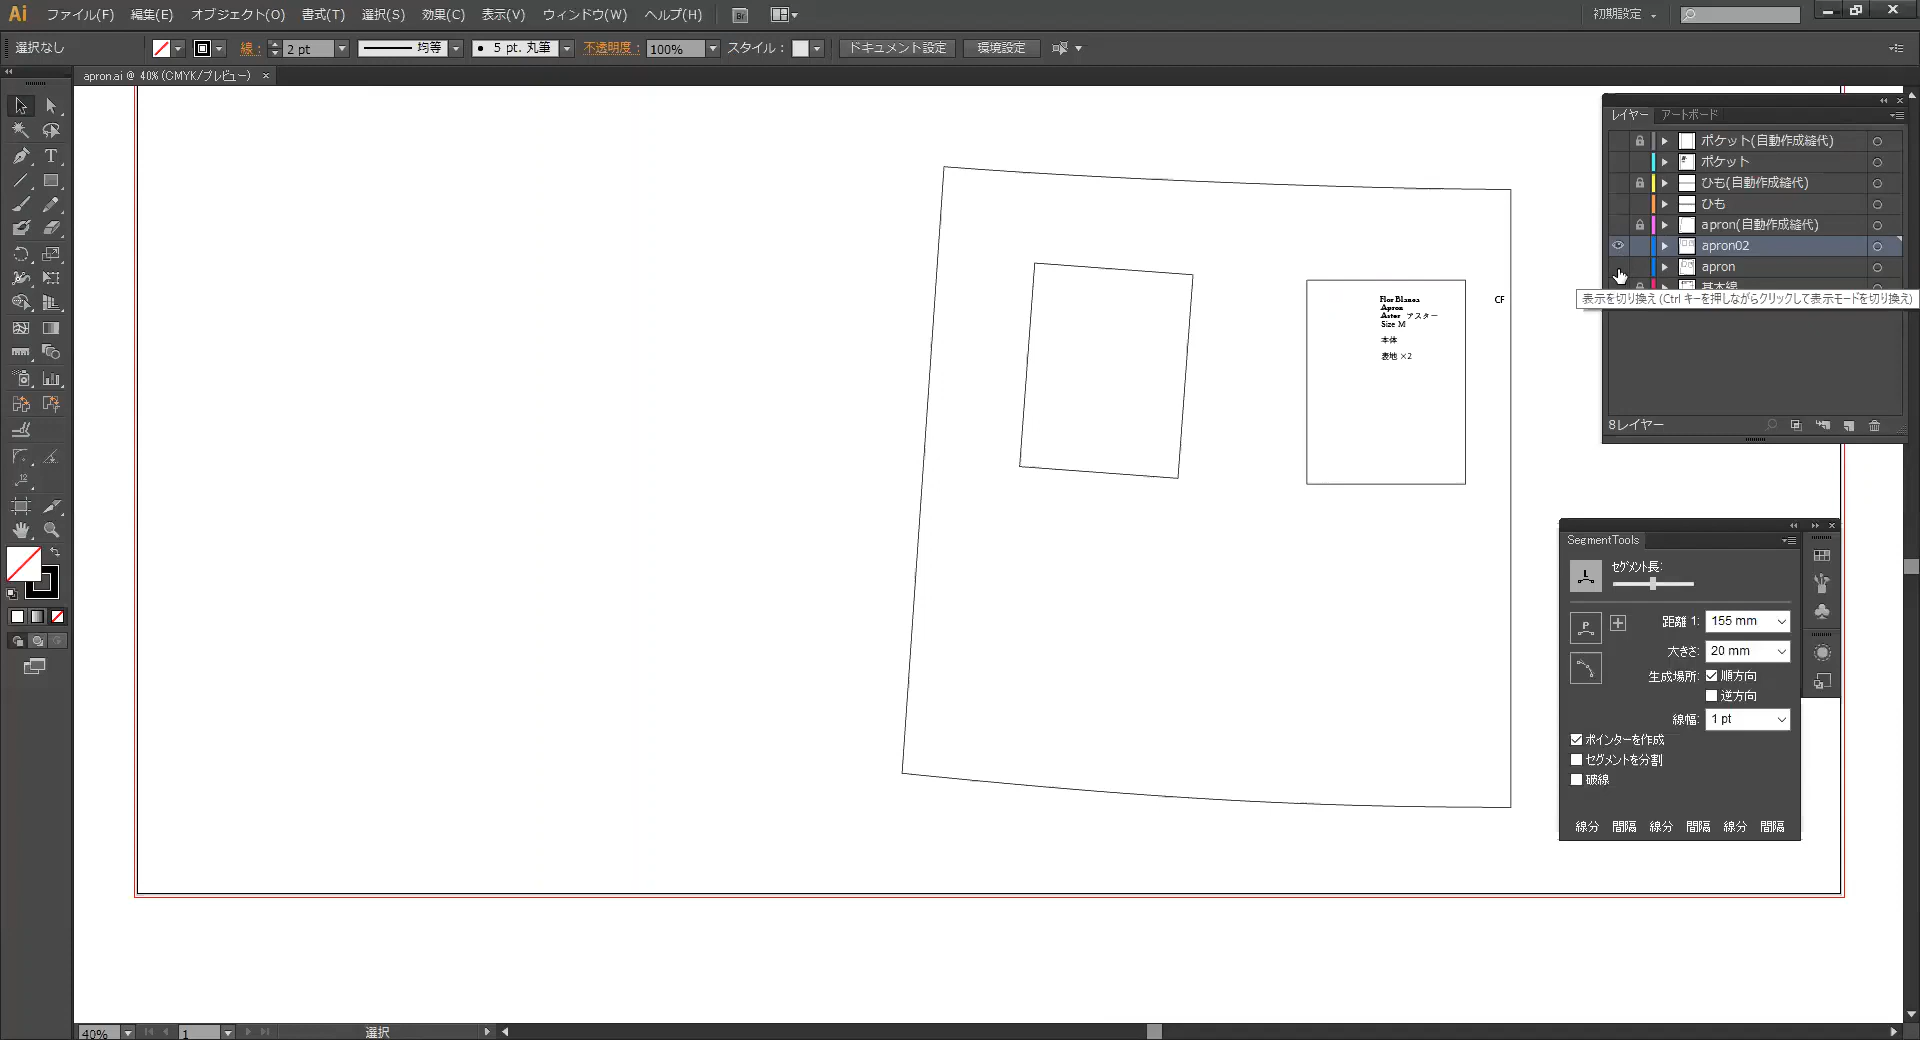 Ai ファイル(F) 編集(E) オブジェクト(O) 書式(T) 選択(S) 効果(C) 表示(V) ウィンドウ(W) ヘルプ(H) Br 初期設定
選択なし 線: 2 pt 均等 5 pt. 丸筆 不透明度: 100% スタイル: ドキュメント設定 環境設定
apron.ai @ 40% (CMYK/プレビュー) ×
レイヤー アートボード
ポケット(自動作成縫代)
ポケット
ひも(自動作成縫代)
ひも
apron(自動作成縫代)
apron02
apron
基本線
表示を切り換え (Ctrl キーを押しながらクリックして表示モードを切り換え)
8レイヤー
Flor Blanca
Apron
Aster アスター
Size M
本体
表地 ×2
CF
SegmentTools
L セグメント長:
P 距離 1: 155 mm
大きさ: 20 mm
生成場所: 順方向
逆方向
線幅: 1 pt
ポインターを作成
セグメントを分割
破線
線分 間隔 線分 間隔 線分 間隔
40% 1 選択